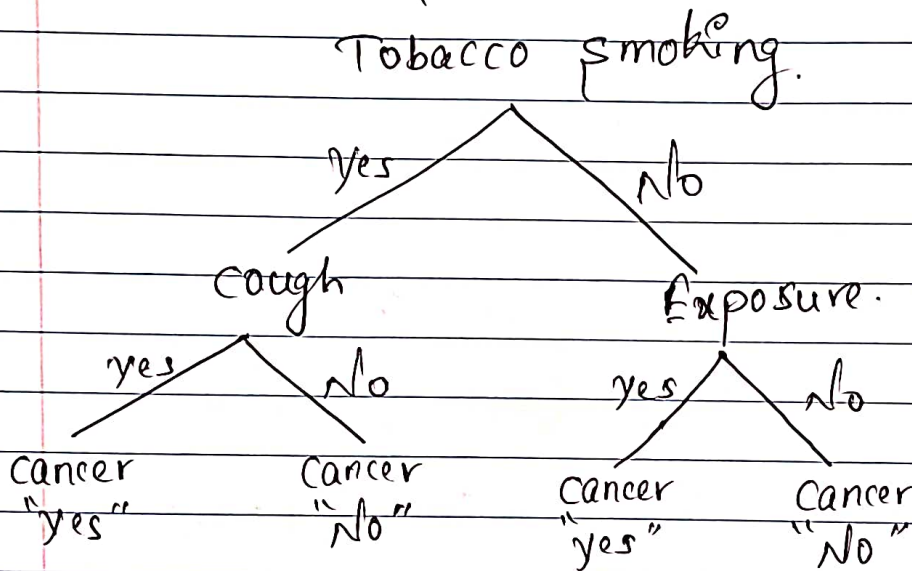 Tobacco smoking.
Yes
No
Cough
Exposure.
yes
No
yes
No
Cancer
"yes"
Cancer
"No"
Cancer
"yes"
Cancer
"No"